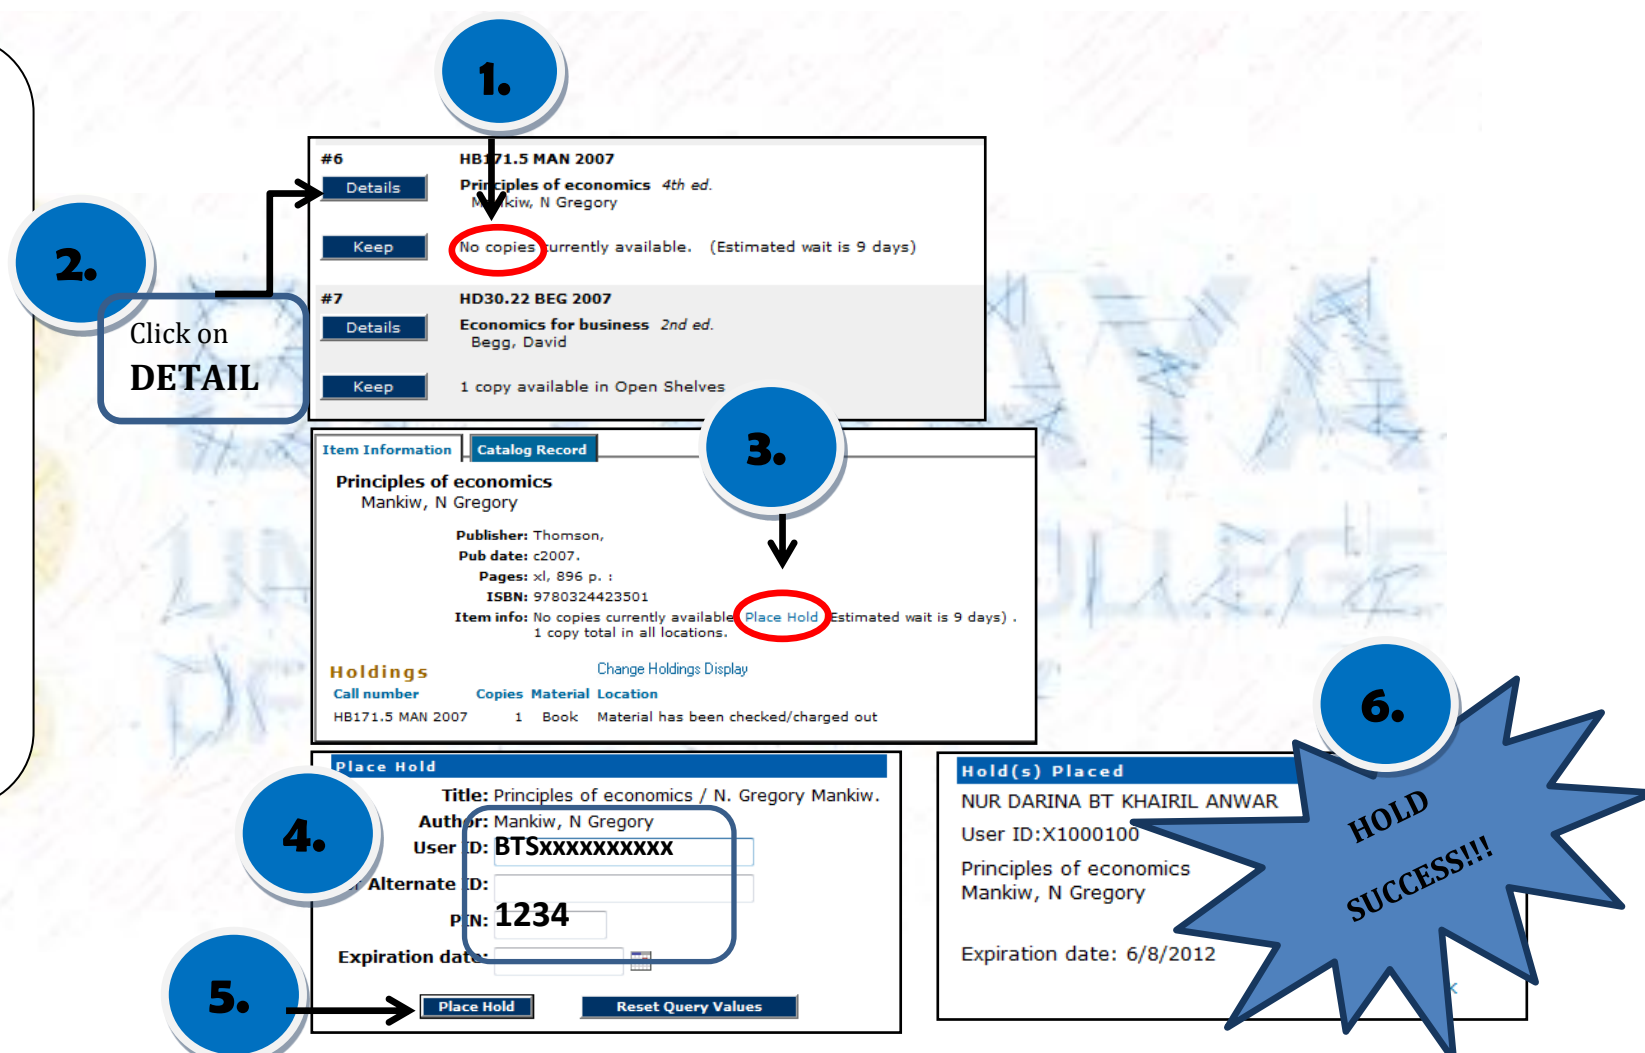 1.
#6 HB171.5 MAN 2007
Details Principles of economics 4th ed.
Mankiw, N Gregory
Keep No copies currently available. (Estimated wait is 9 days)
2.
Click on
DETAIL
#7 HD30.22 BEG 2007
Details Economics for business 2nd ed.
Begg, David
Keep 1 copy available in Open Shelves
3.
Item Information Catalog Record
Principles of economics
Mankiw, N Gregory
Publisher: Thomson,
Pub date: c2007.
Pages: xl, 896 p. :
ISBN: 9780324423501
Item info: No copies currently available Place Hold Estimated wait is 9 days) .
1 copy total in all locations.
Holdings Change Holdings Display
Call number Copies Material Location
HB171.5 MAN 2007 1 Book Material has been checked/charged out
4.
Place Hold
Title: Principles of economics / N. Gregory Mankiw.
Author: Mankiw, N Gregory
User ID: BTSxxxxxxxxxx
Alternate ID:
PIN: 1234
Expiration date:
5.
Place Hold Reset Query Values
6.
Hold(s) Placed
NUR DARINA BT KHAIRIL ANWAR
User ID:X1000100
Principles of economics
Mankiw, N Gregory
Expiration date: 6/8/2012
HOLD
SUCCESS!!!